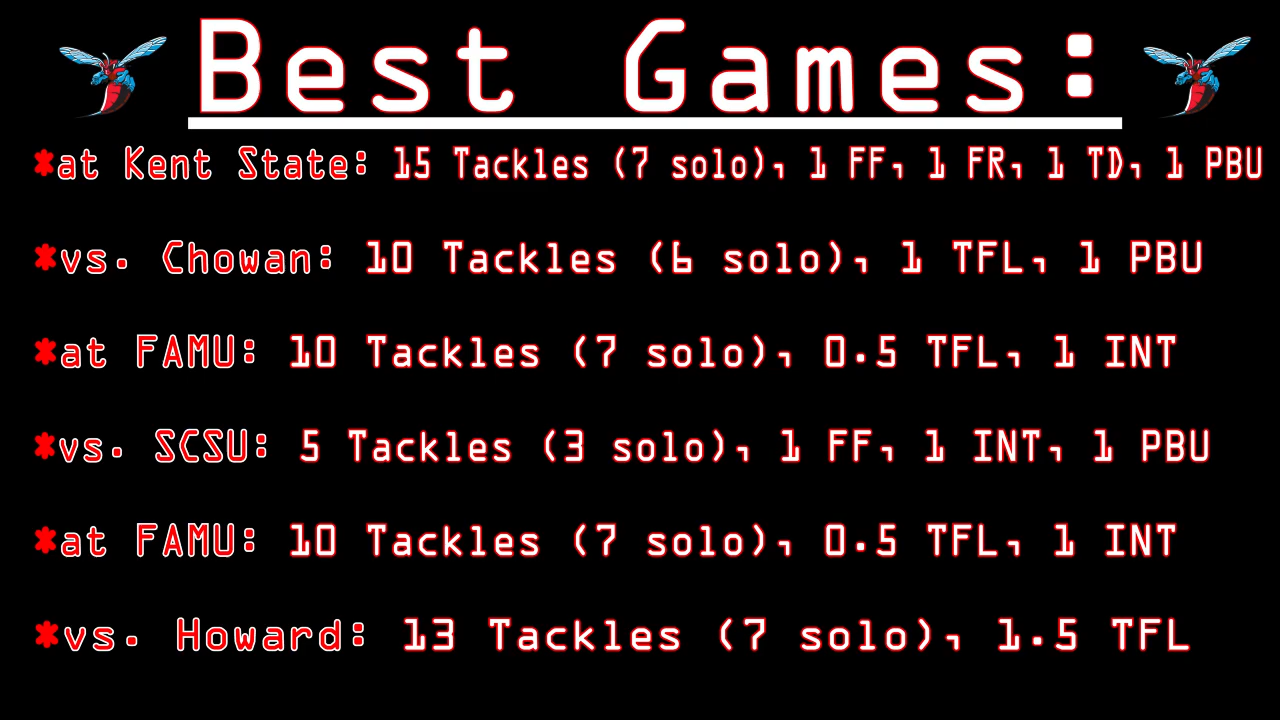 Best Games:
*at Kent State: 15 Tackles (7 solo), 1 FF, 1 FR, 1 TD, 1 PBU
*vs. Chowan: 10 Tackles (6 solo), 1 TFL, 1 PBU
*at FAMU: 10 Tackles (7 solo), 0.5 TFL, 1 INT
*vs. SCSU: 5 Tackles (3 solo), 1 FF, 1 INT, 1 PBU
*at FAMU: 10 Tackles (7 solo), 0.5 TFL, 1 INT
*vs. Howard: 13 Tackles (7 solo), 1.5 TFL